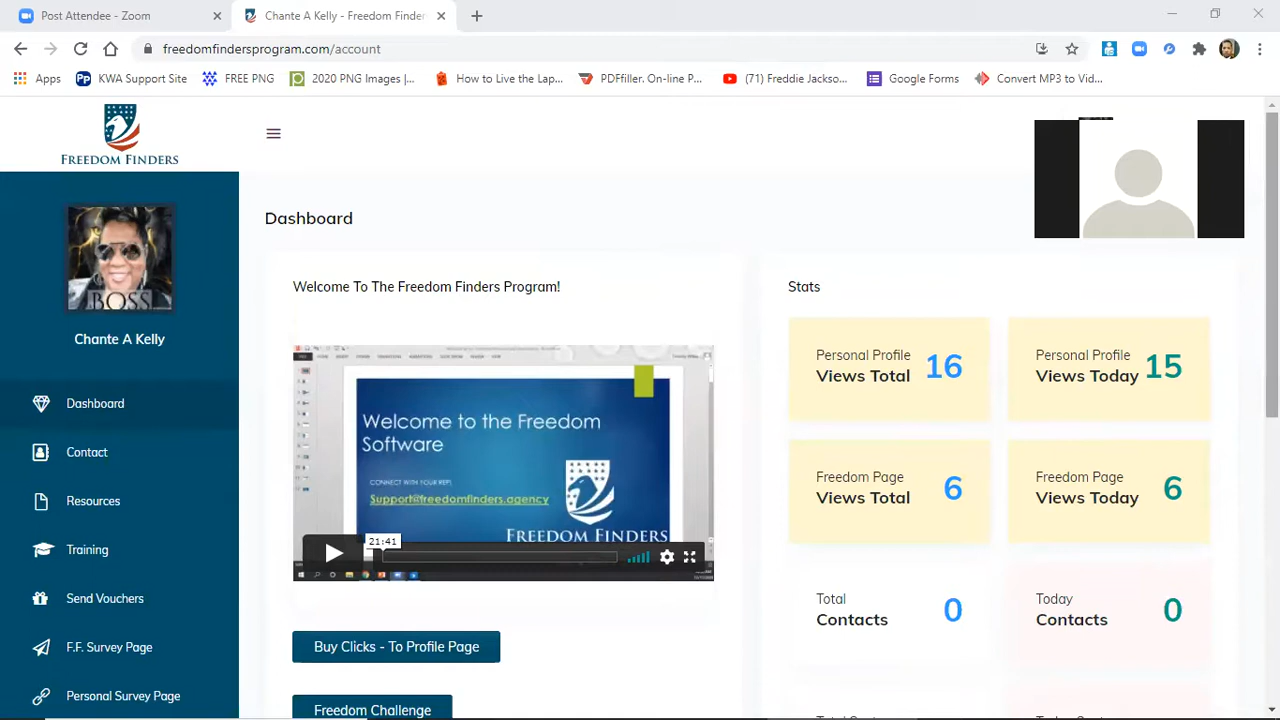 Post Attendee - Zoom
Chante A Kelly - Freedom Finder
freedomfindersprogram.com/account
Apps
KWA Support Site
FREE PNG
2020 PNG Images |...
How to Live the Lap...
PDFfiller. On-line P...
(71) Freddie Jackso...
Google Forms
Convert MP3 to Vid...
FREEDOM FINDERS
BOSS
Chante A Kelly
Dashboard
Contact
Resources
Training
Send Vouchers
F.F. Survey Page
Personal Survey Page
Dashboard
Welcome To The Freedom Finders Program!
Welcome to the Freedom
Software
CONNECT WITH YOUR REP|
Support@freedomfinders.agency
FREEDOM FINDERS
21:41
Buy Clicks - To Profile Page
Freedom Challenge
Stats
Personal Profile
Views Total 16
Personal Profile
Views Today 15
Freedom Page
Views Total 6
Freedom Page
Views Today 6
Total
Contacts 0
Today
Contacts 0